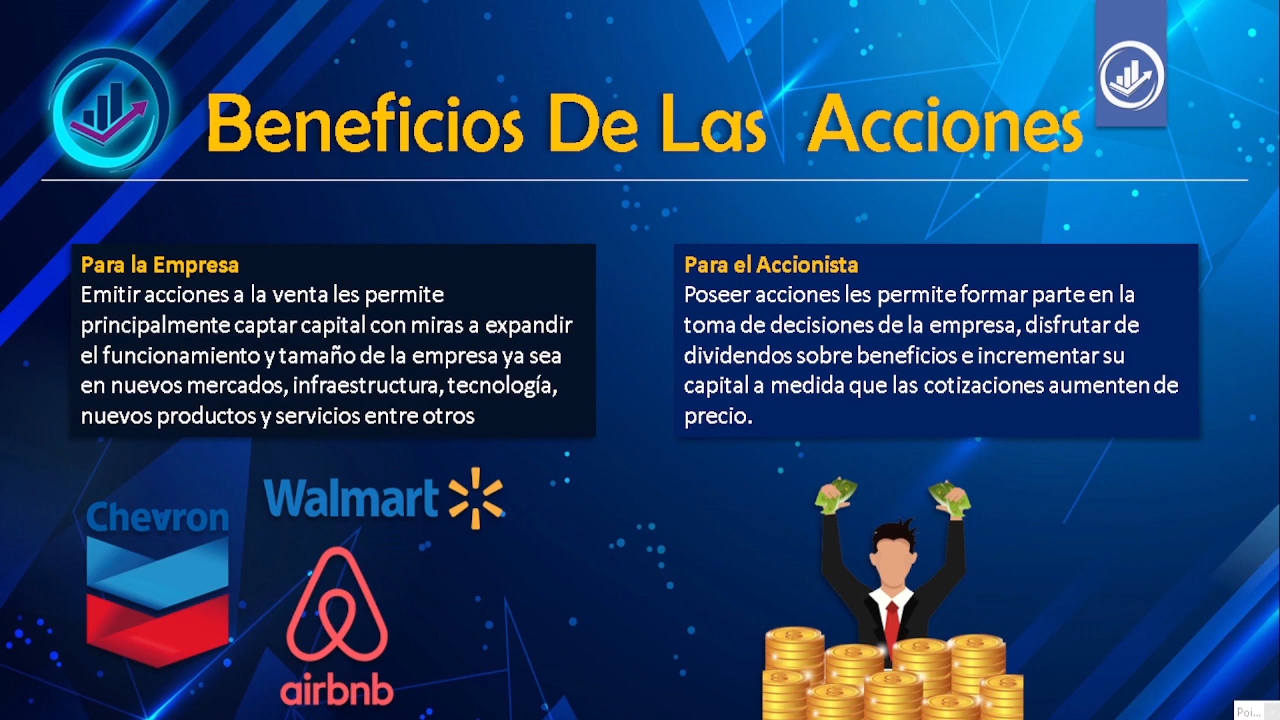 Beneficios De Las Acciones
Para la Empresa
Emitir acciones a la venta les permite
principalmente captar capital con miras a expandir
el funcionamiento y tamaño de la empresa ya sea
en nuevos mercados, infraestructura, tecnología,
nuevos productos y servicios entre otros
Para el Accionista
Poseer acciones les permite formar parte en la
toma de decisiones de la empresa, disfrutar de
dividendos sobre beneficios e incrementar su
capital a medida que las cotizaciones aumenten de
precio.
Chevron
Walmart
airbnb
Poi...